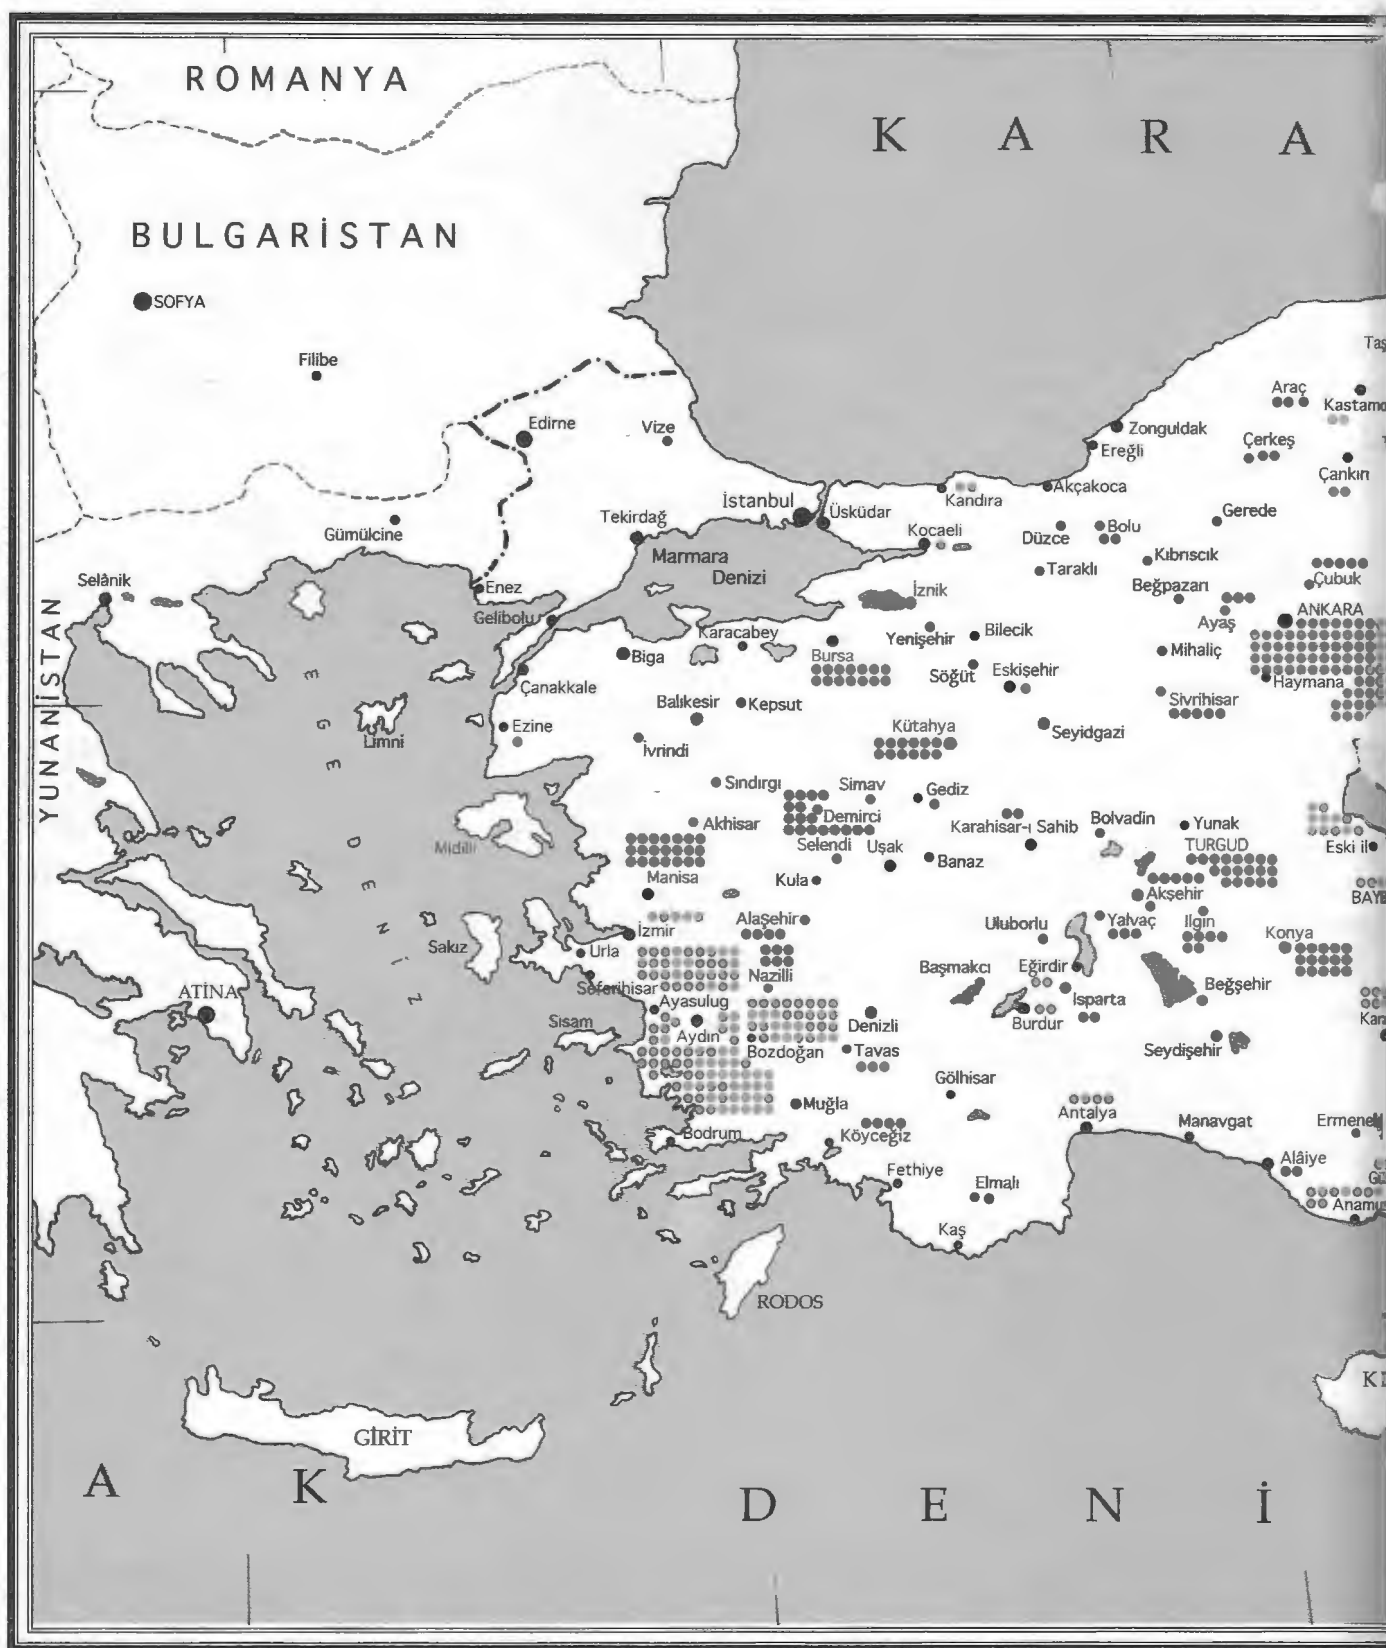 ROMANYA
K A R A
BULGARİSTAN
SOFYA
Filibe
Araç
Edirne
Vize
Zonguldak
Çerkeş
Ereğli
Çankırı
Kandıra
Akçakoca
İstanbul
Üsküdar
Gerede
Tekirdağ
Gümülcine
Kocaeli
Düzce
Bolu
Marmara
Denizi
Kıbrıscık
Taraklı
Selânik
Enez
İznik
Beğpazarı
Çubuk
ANKARA
Ayaş
Gelibolu
Karacabey
Yenişehir
Bilecik
Biga
Bursa
Mihaliç
YUNANİSTAN
Çanakkale
Söğüt
Eskişehir
Haymana
Sivrihisar
EGE DENİZ
Limni
Balıkesir
Kepsut
Ezine
İvrindi
Kütahya
Seyidgazi
Sındırgı
Simav
Gediz
Akhisar
Demirci
Karahisar-ı Sahib
Bolvadin
Yunak
Midilli
Selendi
Uşak
Banaz
TURGUD
Eski il
Manisa
Kula
Akşehir
Alaşehir
Uluborlu
Yalvaç
Ilgın
Konya
Sakız
İzmir
Urla
Nazilli
Başmakcı
Eğirdir
Seferihisar
Isparta
Beğşehir
ATİNA
Ayasulug
Burdur
Sisam
Aydın
Bozdoğan
Denizli
Tavas
Seydişehir
Gölhisar
Muğla
Antalya
Manavgat
Bodrum
Köyceğiz
Alâiye
Fethiye
Elmalı
Kaş
RODOS
GİRİT
A K D E N İ